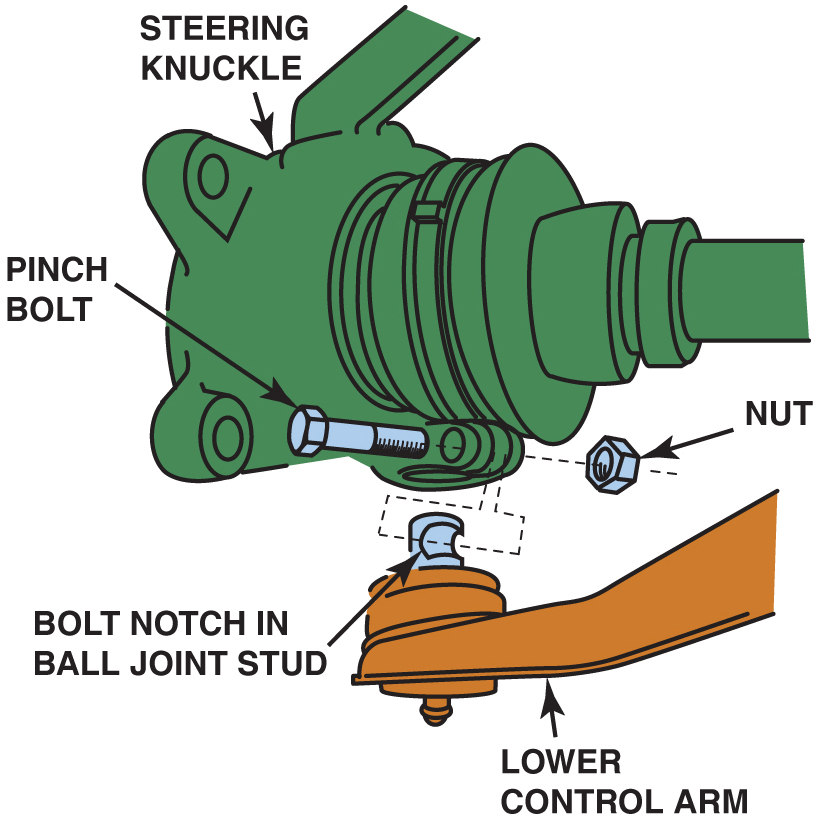 STEERING
KNUCKLE
PINCH
BOLT
NUT
BOLT NOTCH IN
BALL JOINT STUD
LOWER
CONTROL ARM